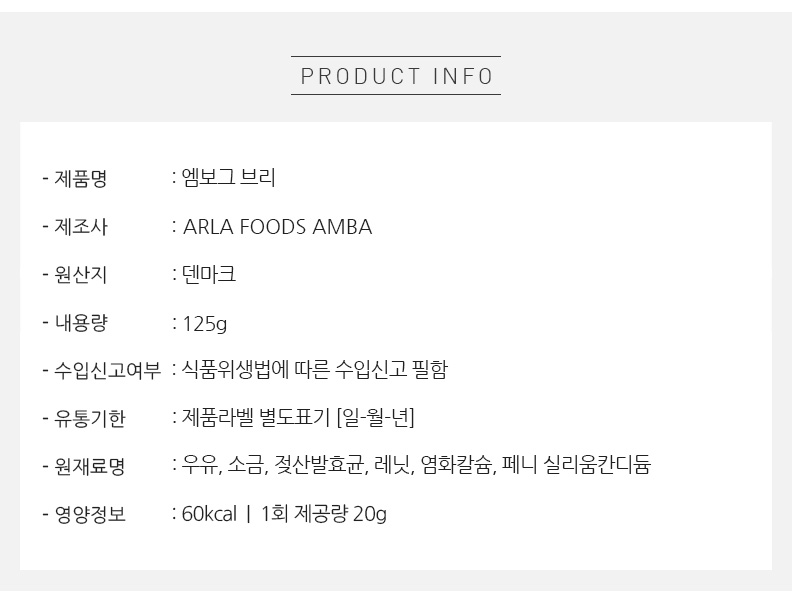 PRODUCT INFO
- 제품명 : 엠보그 브리
- 제조사 : ARLA FOODS AMBA
- 원산지 : 덴마크
- 내용량 : 125g
- 수입신고여부 : 식품위생법에 따른 수입신고 필함
- 유통기한 : 제품라벨 별도표기 [일-월-년]
- 원재료명 : 우유, 소금, 젖산발효균, 레닛, 염화칼슘, 페니 실리움칸디듐
- 영양정보 : 60kcal | 1회 제공량 20g